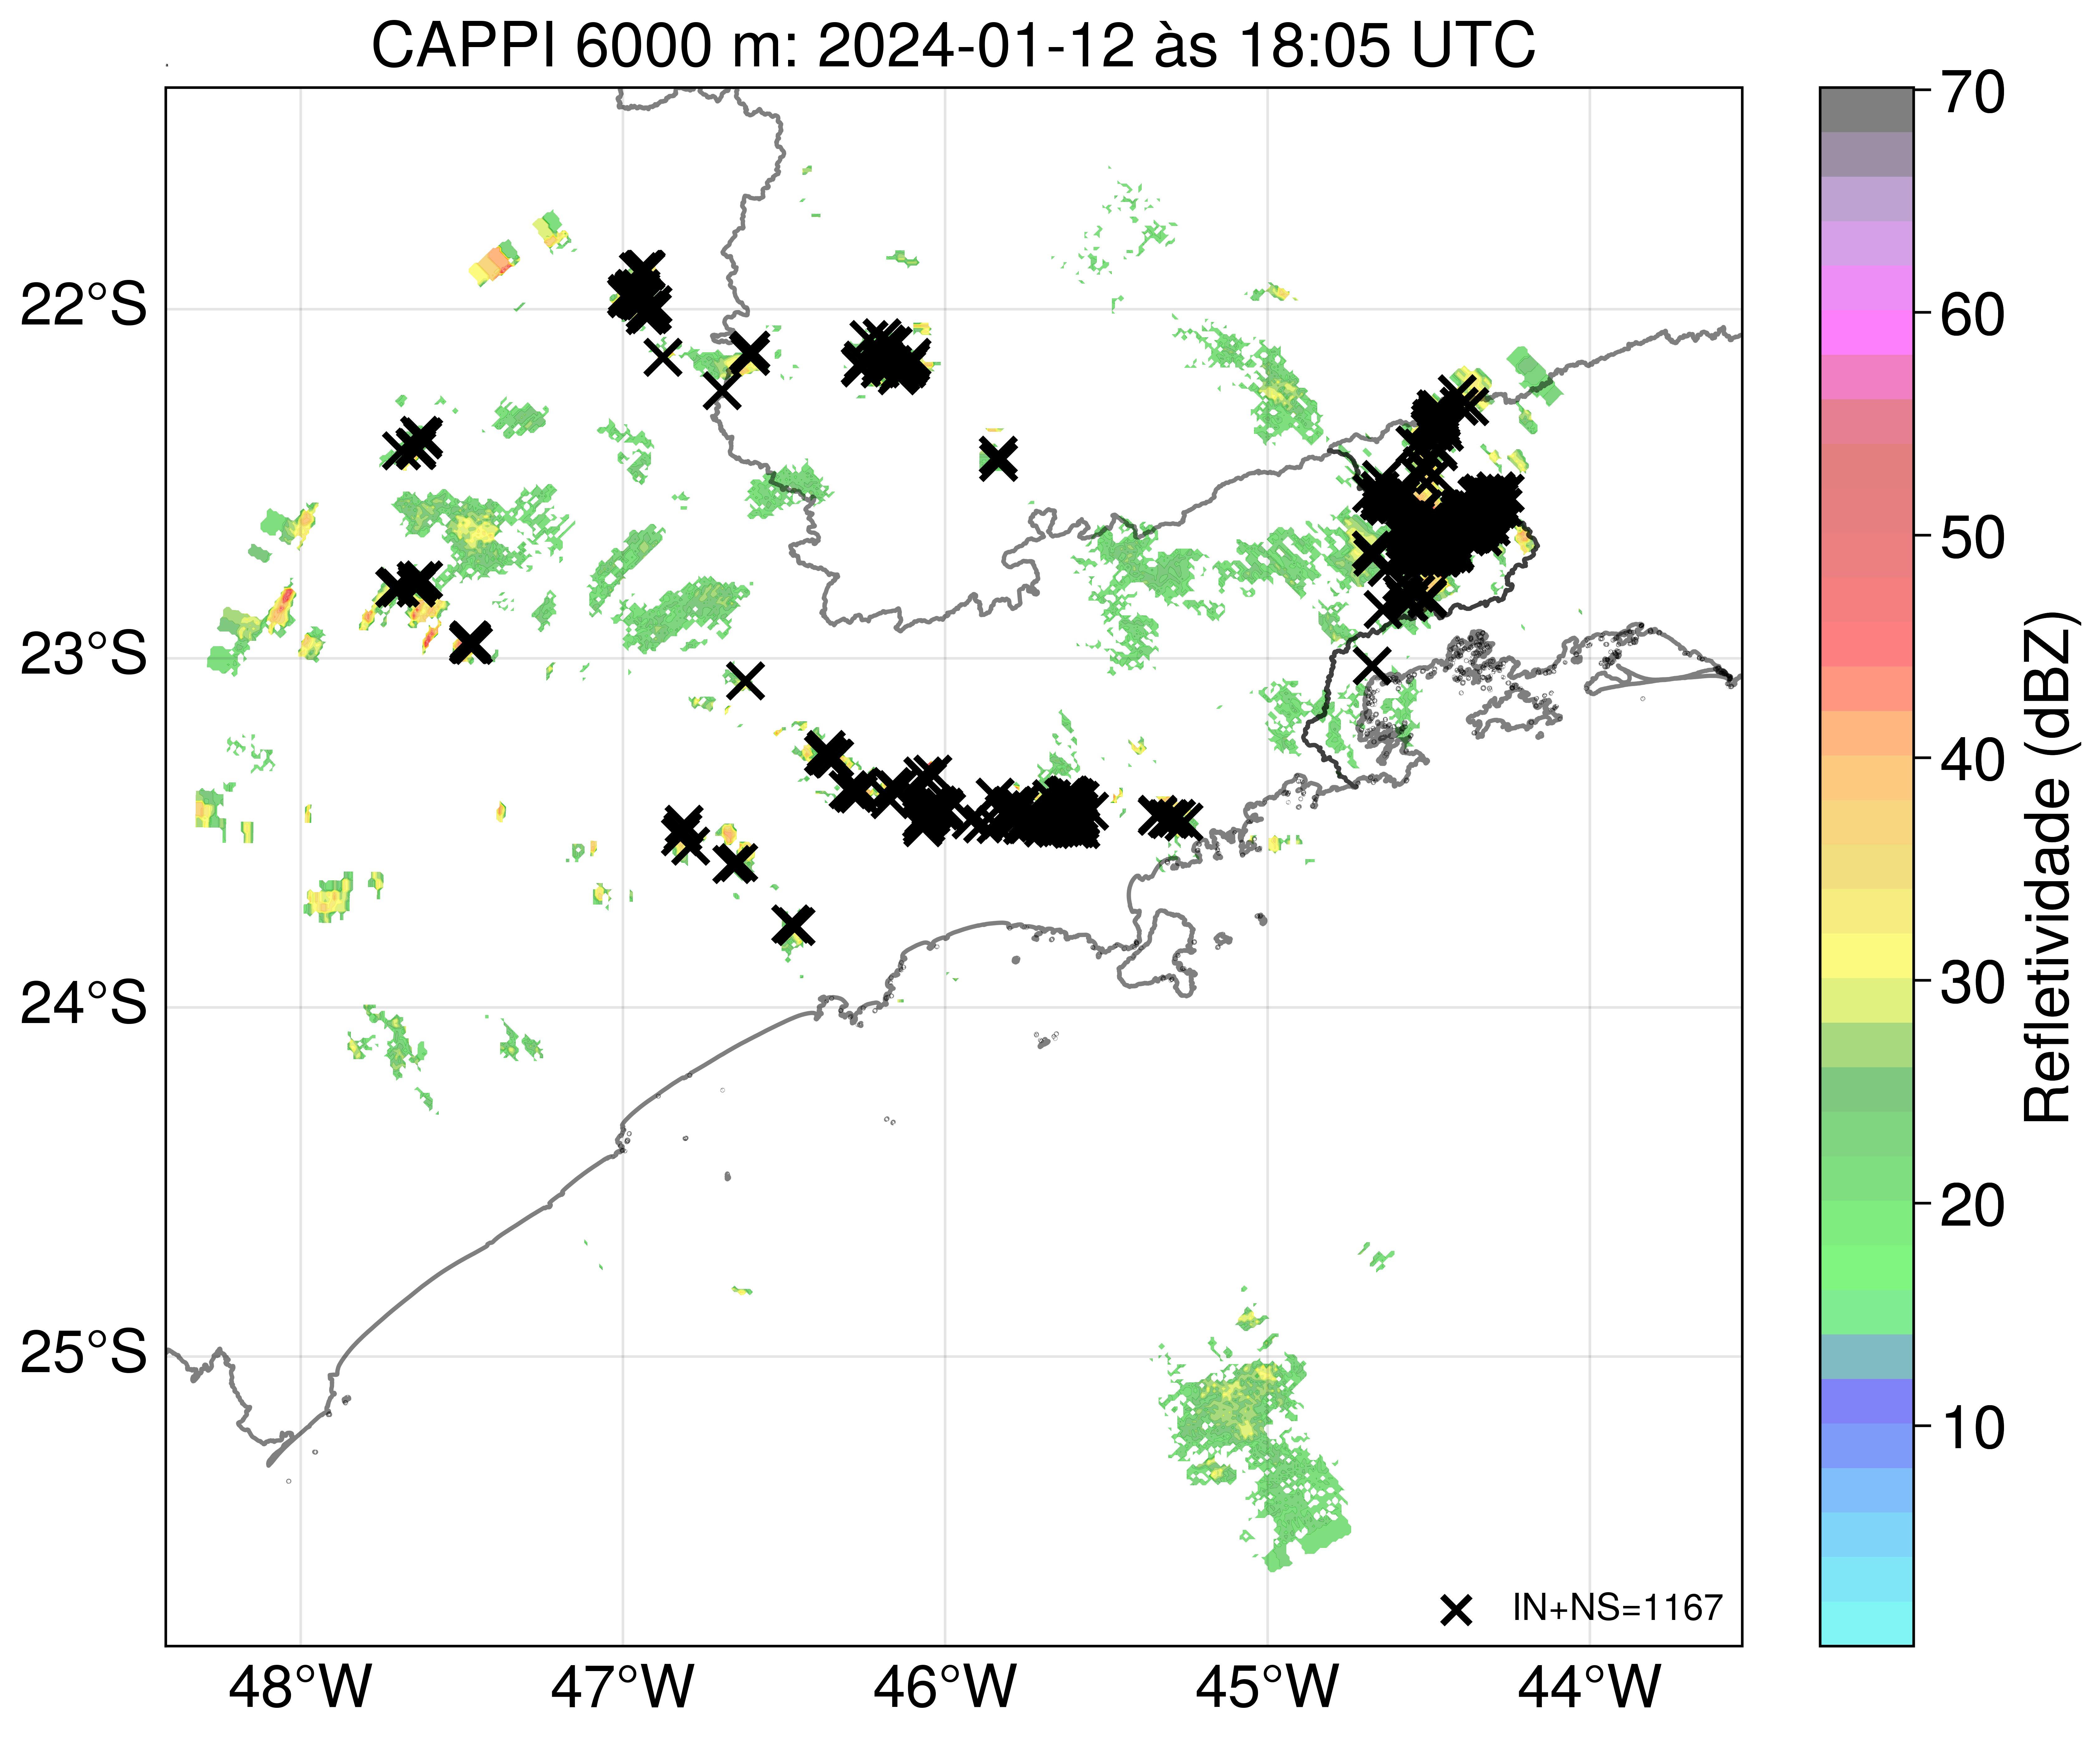 CAPPI 6000 m: 2024-01-12 às 18:05 UTC
22°S
23°S
24°S
25°S
48°W
47°W
46°W
45°W
44°W
IN+NS=1167
70
60
50
40
30
20
10
Refletividade (dBZ)